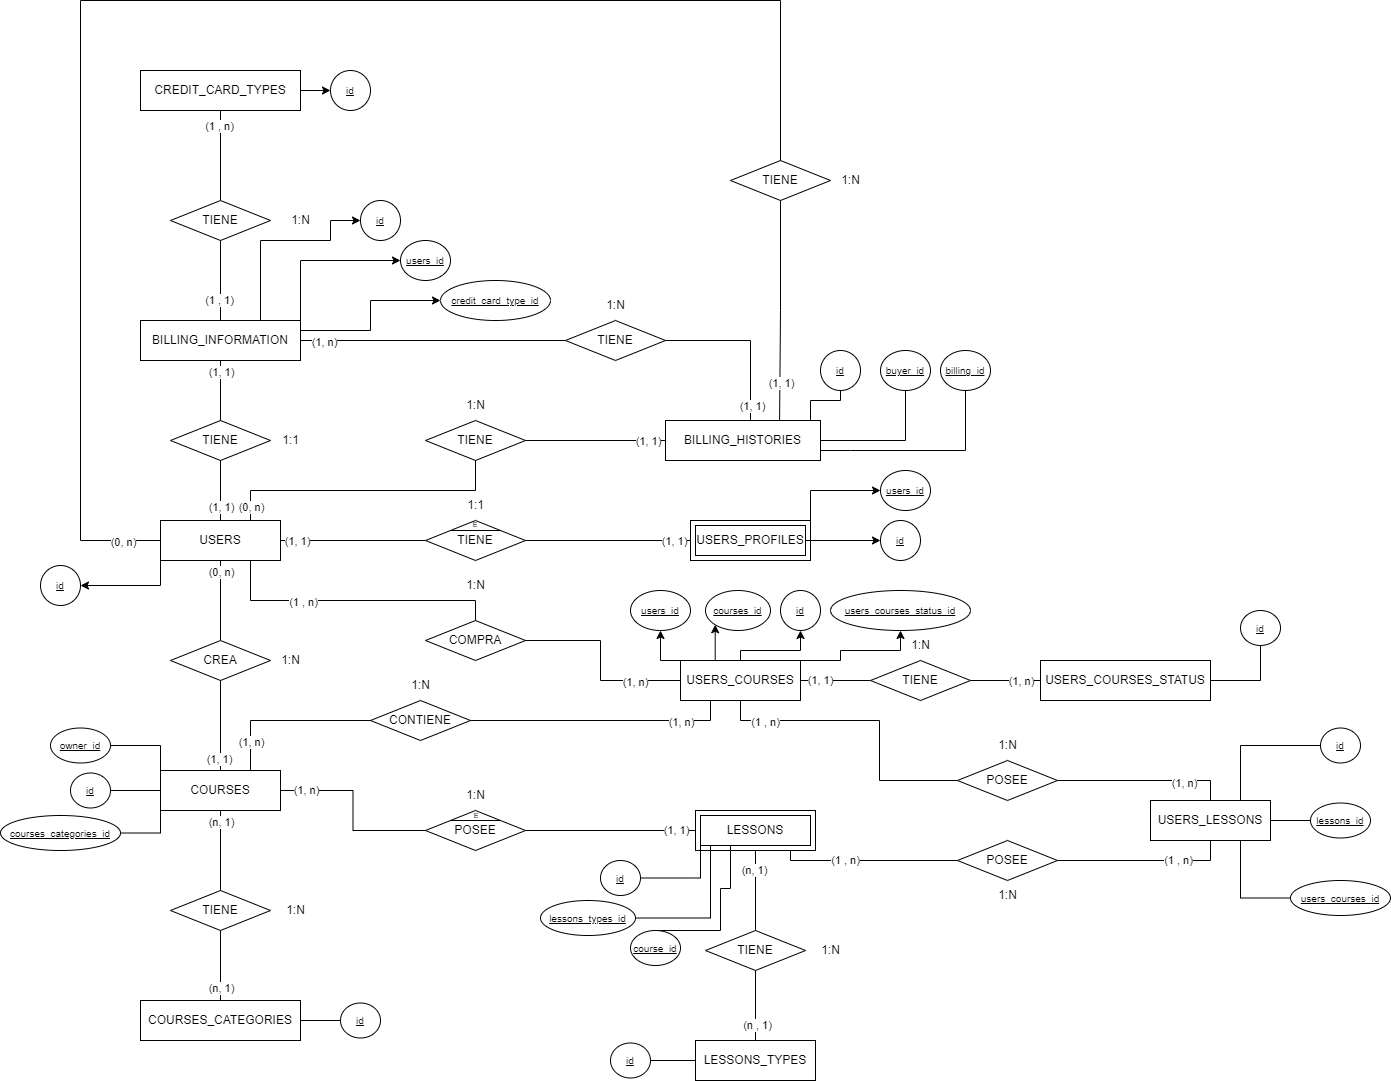 CREDIT_CARD_TYPES
id
(1 , n)
TIENE
1:N
TIENE
1:N
id
users_id
(1 , 1)
credit_card_type_id
1:N
BILLING_INFORMATION
(1, n)
TIENE
(1, 1)
id
buyer_id
billing_id
(1, 1)
(1, 1)
1:N
TIENE
1:1
TIENE
(1, 1)
BILLING_HISTORIES
users_id
(1, 1)
(0, n)
1:1
E
(0, n)
USERS
(1, 1)
TIENE
(1, 1)
USERS_PROFILES
id
id
(0, n)
1:N
(1 , n)
users_id
courses_id
id
users_courses_status_id
id
COMPRA
1:N
CREA
1:N
(1, n)
USERS_COURSES
(1, 1)
TIENE
(1, n)
USERS_COURSES_STATUS
1:N
CONTIENE
(1, n)
(1 , n)
owner_id
(1, n)
(1, 1)
1:N
id
id
COURSES
(1, n)
POSEE
(1, n)
1:N
E
(n, 1)
courses_categories_id
POSEE
(1, 1)
LESSONS
USERS_LESSONS
lessons_id
(1 , n)
POSEE
(1 , n)
(n, 1)
id
1:N
users_courses_id
TIENE
1:N
lessons_types_id
course_id
TIENE
1:N
(n, 1)
COURSES_CATEGORIES
id
(n , 1)
id
LESSONS_TYPES